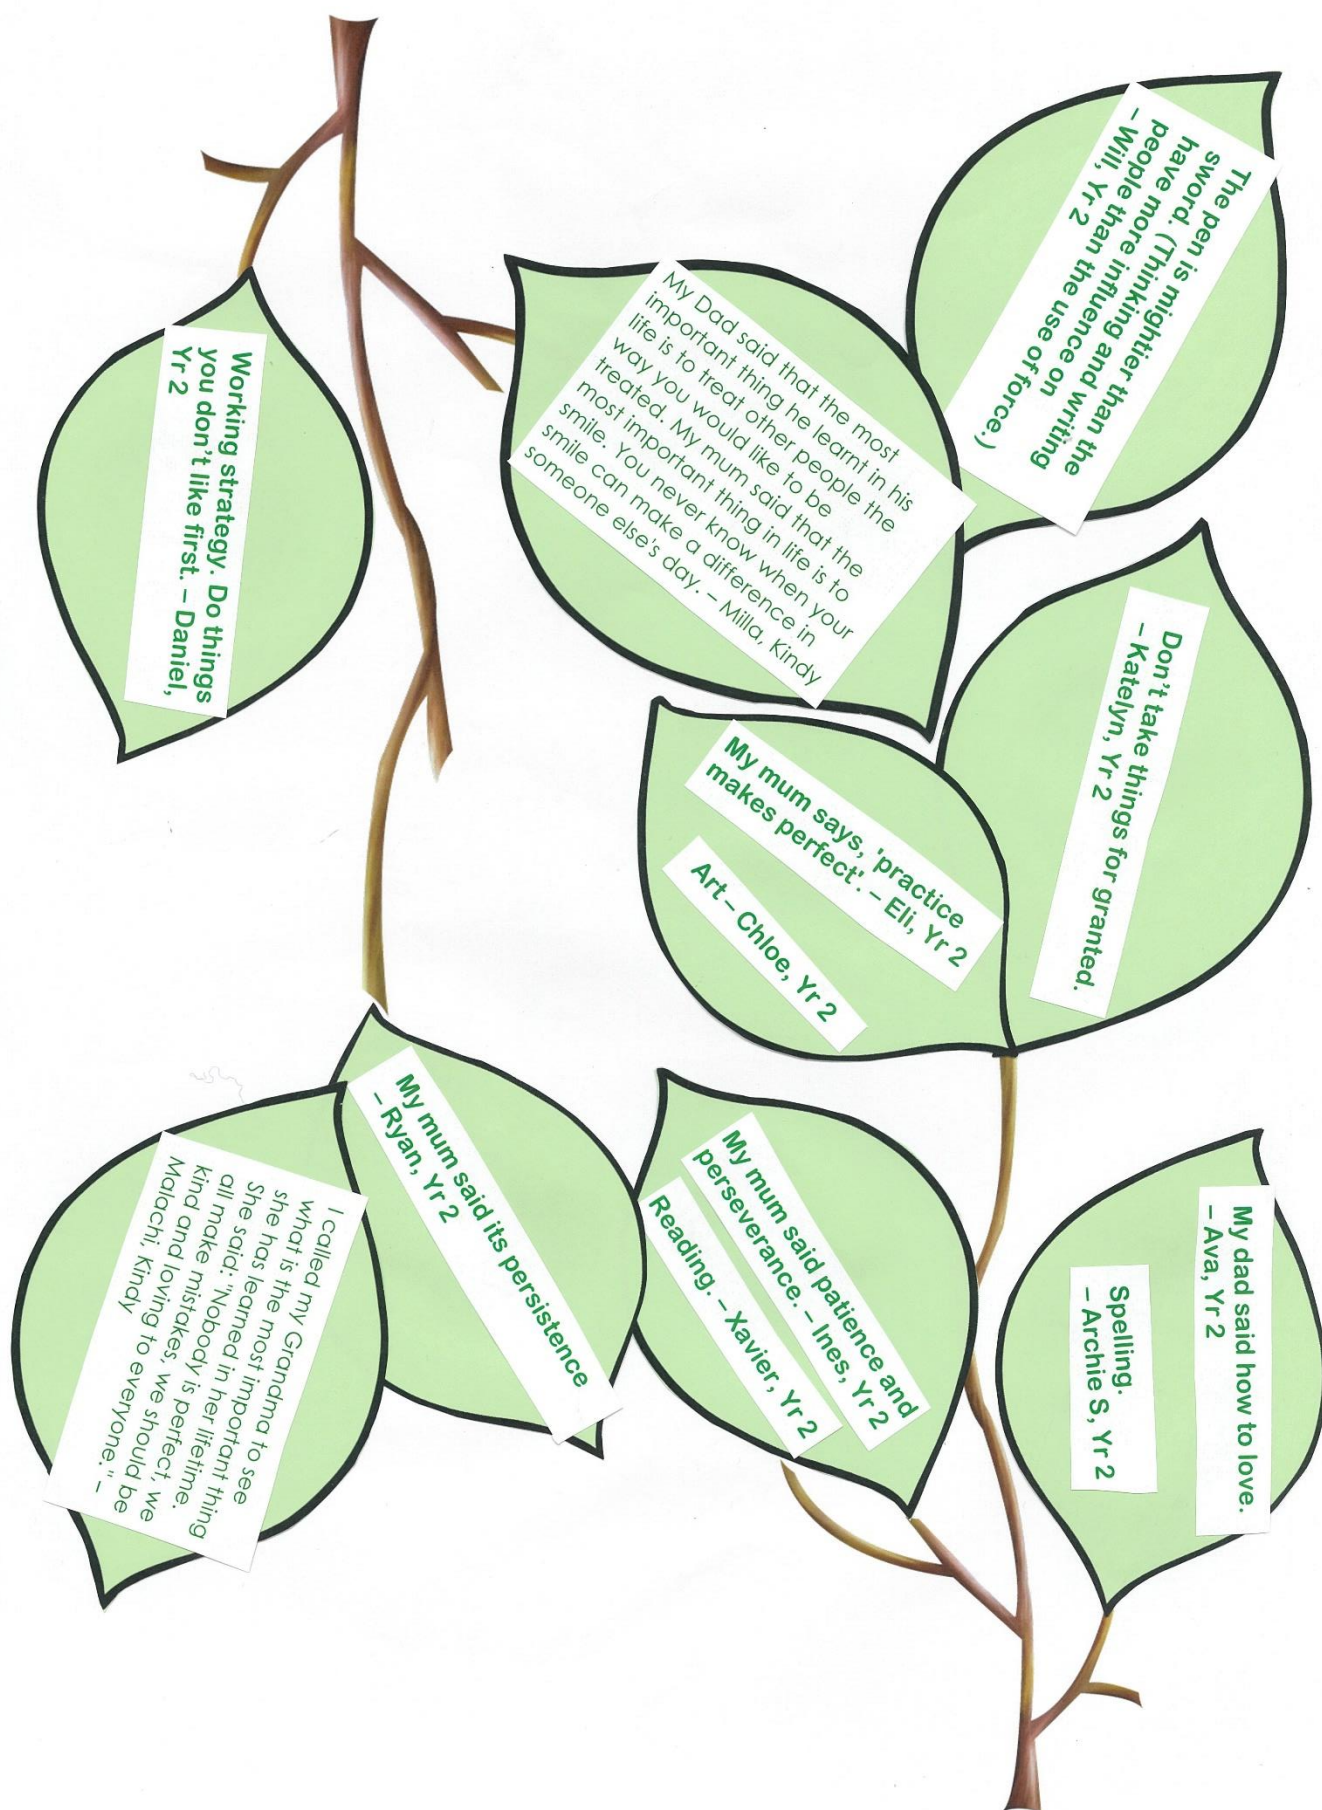 The pen is mightier than the
sword. (Thinking and writing
have more influence on
people than the use of force.)
– Will, Yr 2
My Dad said that the most
important thing he learnt in his
life is to treat other people the
way you would like to be
treated. My mum said that the
most important thing in life is to
smile. You never know when your
smile can make a difference in
someone else's day. – Milla, Kindy
Working strategy. Do things
you don't like first. – Daniel,
Yr 2
Don't take things for granted.
– Katelyn, Yr 2
My mum says, 'practice
makes perfect'. – Eli, Yr 2
Art – Chloe, Yr 2
My dad said how to love.
– Ava, Yr 2
Spelling.
– Archie S, Yr 2
My mum said patience and
perseverance. – Ines, Yr 2
Reading. – Xavier, Yr 2
My mum said its persistence
– Ryan, Yr 2
I called my Grandma to see
what is the most important thing
she has learned in her lifetime.
She said: "Nobody is perfect, we
all make mistakes, we should be
kind and loving to everyone." –
Malachi, Kindy